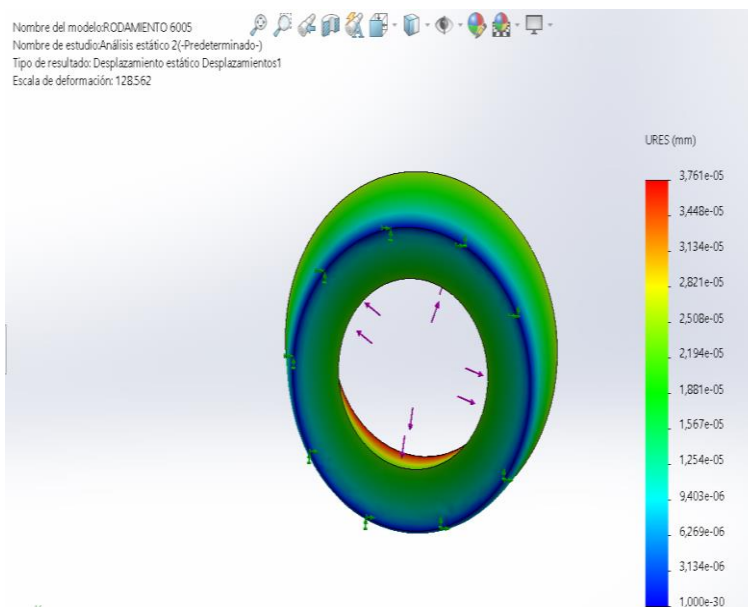 Nombre del modelo:RODAMIENTO 6005
Nombre de estudio:Análisis estático 2(-Predeterminado-)
Tipo de resultado: Desplazamiento estático Desplazamientos1
Escala de deformación: 128.562
URES (mm)
3,761e-05
3,448e-05
3,134e-05
2,821e-05
2,508e-05
2,194e-05
1,881e-05
1,567e-05
1,254e-05
9,403e-06
6,269e-06
3,134e-06
1,000e-30